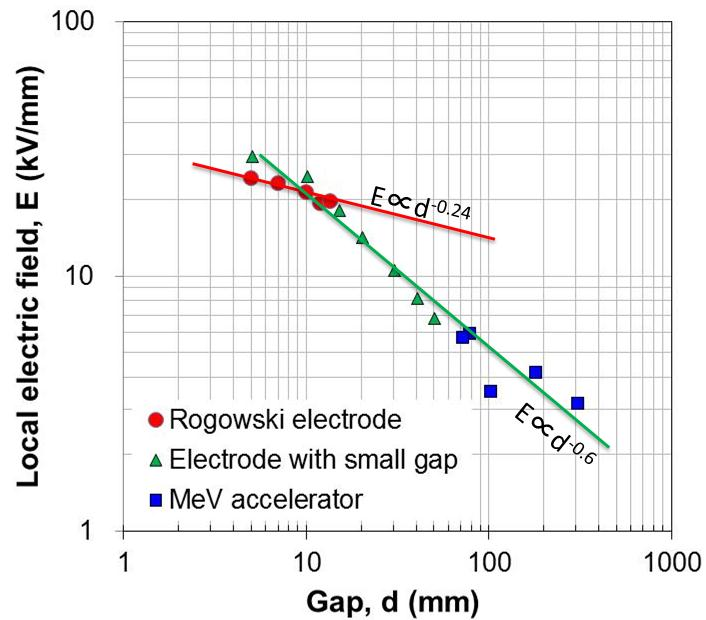 100
10
1
Local electric field, E (kV/mm)
E∝d-0.24
E∝d-0.6
Rogowski electrode
Electrode with small gap
MeV accelerator
1 10 100 1000
Gap, d (mm)